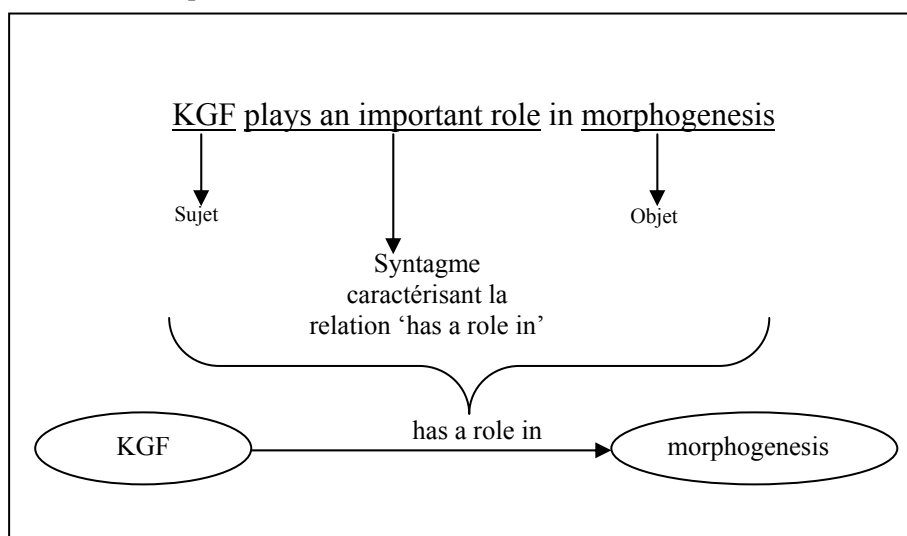 KGF plays an important role in morphogenesis
Sujet
Objet
Syntagme
caractérisant la
relation ‘has a role in’
has a role in
KGF
morphogenesis